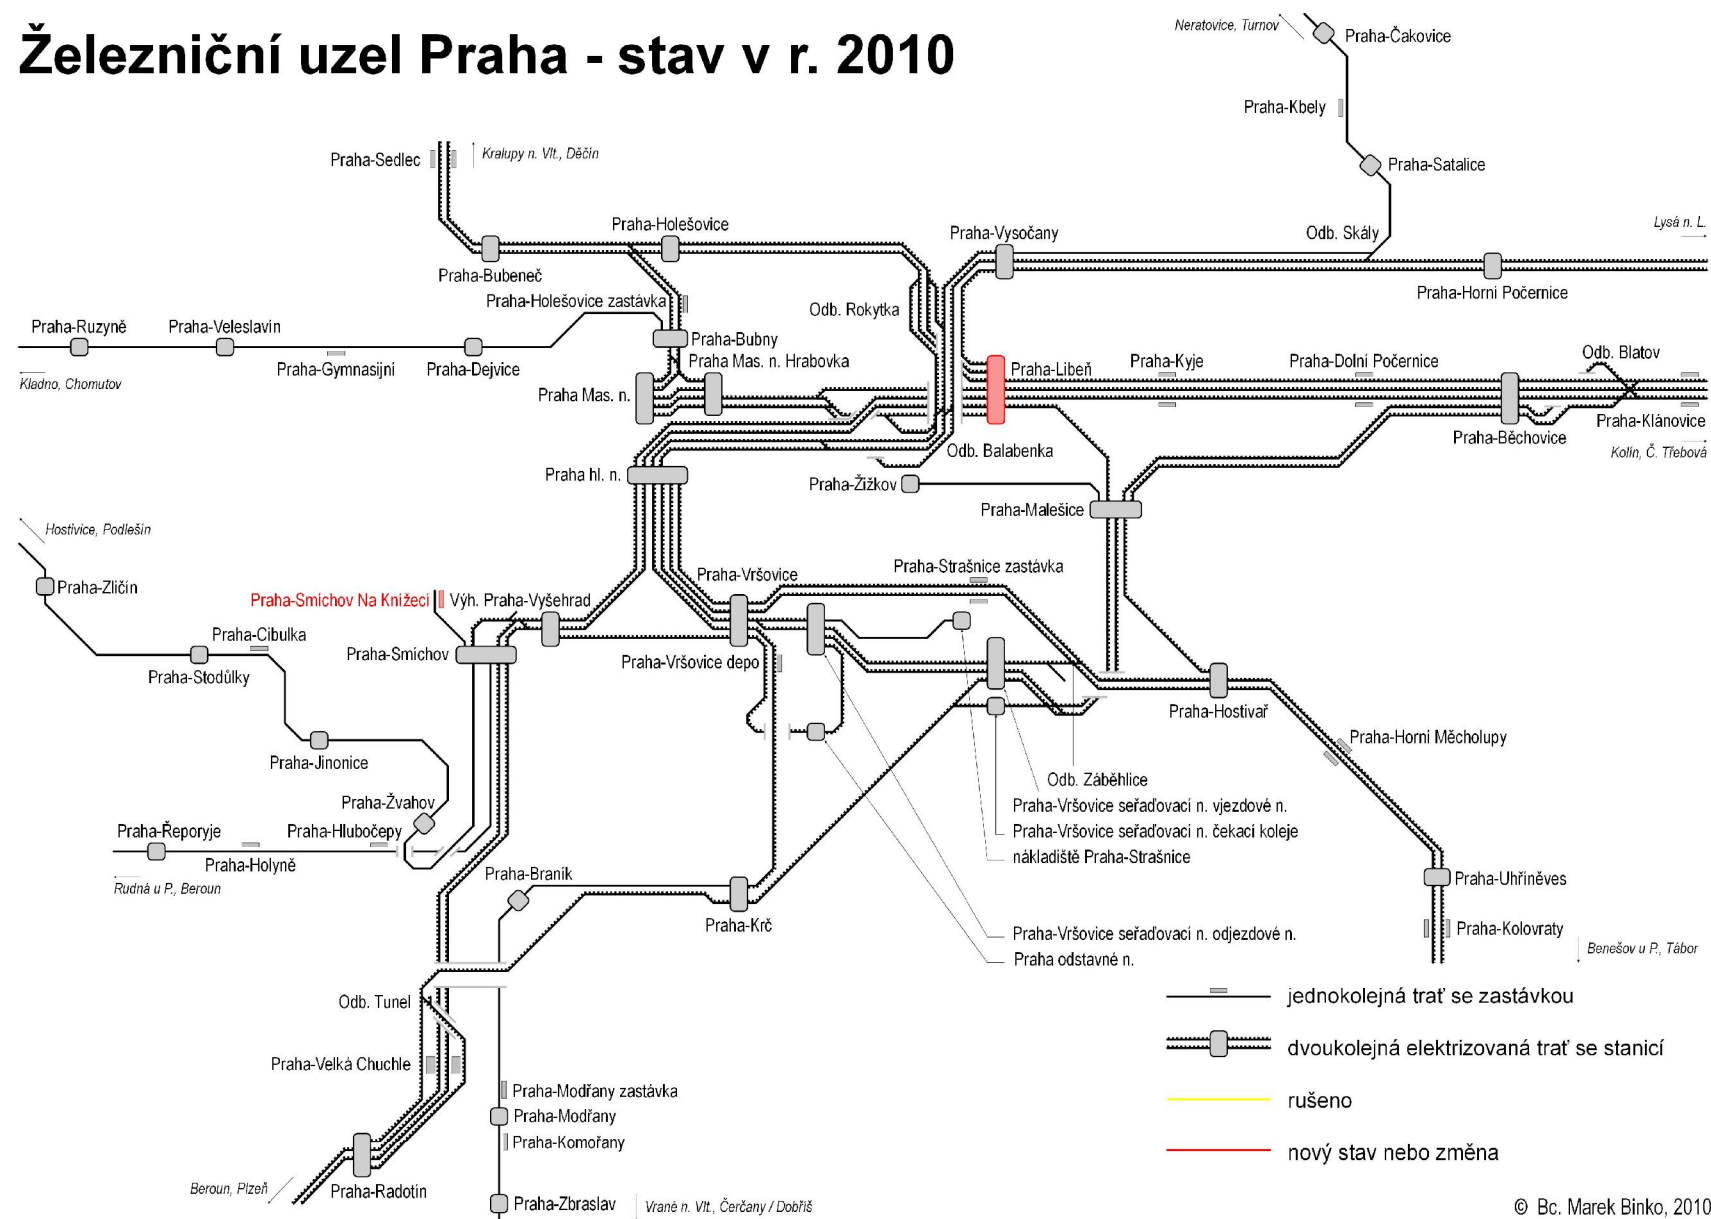 Železniční uzel Praha - stav v r. 2010
Neratovice, Turnov
Praha-Čakovice
Praha-Kbely
Praha-Sedlec
Kralupy n. Vlt., Děčín
Praha-Satalice
Praha-Holešovice
Praha-Vysočany
Odb. Skály
Lysá n. L.
Praha-Bubeneč
Praha-Horní Počernice
Praha-Holešovice zastávka
Odb. Rokytka
Praha-Ruzyně
Praha-Veleslavín
Praha-Bubny
Praha-Gymnasijní
Praha-Dejvice
Praha Mas. n. Hrabovka
Praha-Libeň
Praha-Kyje
Praha-Dolní Počernice
Odb. Blatov
Kladno, Chomutov
Praha Mas. n.
Praha-Klánovice
Praha-Běchovice
Odb. Balabenka
Kolín, Č. Třebová
Praha hl. n.
Praha-Žižkov
Praha-Malešice
Hostivice, Podlešín
Praha-Zličín
Praha-Strašnice zastávka
Praha-Vršovice
Praha-Smíchov Na Knížecí
Výh. Praha-Vyšehrad
Praha-Cibulka
Praha-Smíchov
Praha-Vršovice depo
Praha-Stodůlky
Praha-Hostivař
Praha-Jinonice
Praha-Horní Měcholupy
Odb. Záběhlice
Praha-Žvahov
Praha-Vršovice seřaďovací n. vjezdové n.
Praha-Řeporyje
Praha-Hlubočepy
Praha-Vršovice seřaďovací n. čekací koleje
Praha-Holyně
nákladiště Praha-Strašnice
Praha-Braník
Rudná u P., Beroun
Praha-Uhříněves
Praha-Krč
Praha-Kolovraty
Praha-Vršovice seřaďovací n. odjezdové n.
Benešov u P., Tábor
Praha odstavné n.
Odb. Tunel
jednokolejná trať se zastávkou
dvoukolejná elektrizovaná trať se stanicí
Praha-Velká Chuchle
Praha-Modřany zastávka
rušeno
Praha-Modřany
Praha-Komořany
nový stav nebo změna
Beroun, Plzeň
Praha-Radotín
Praha-Zbraslav
Vrané n. Vlt., Čerčany / Dobříš
© Bc. Marek Binko, 2010